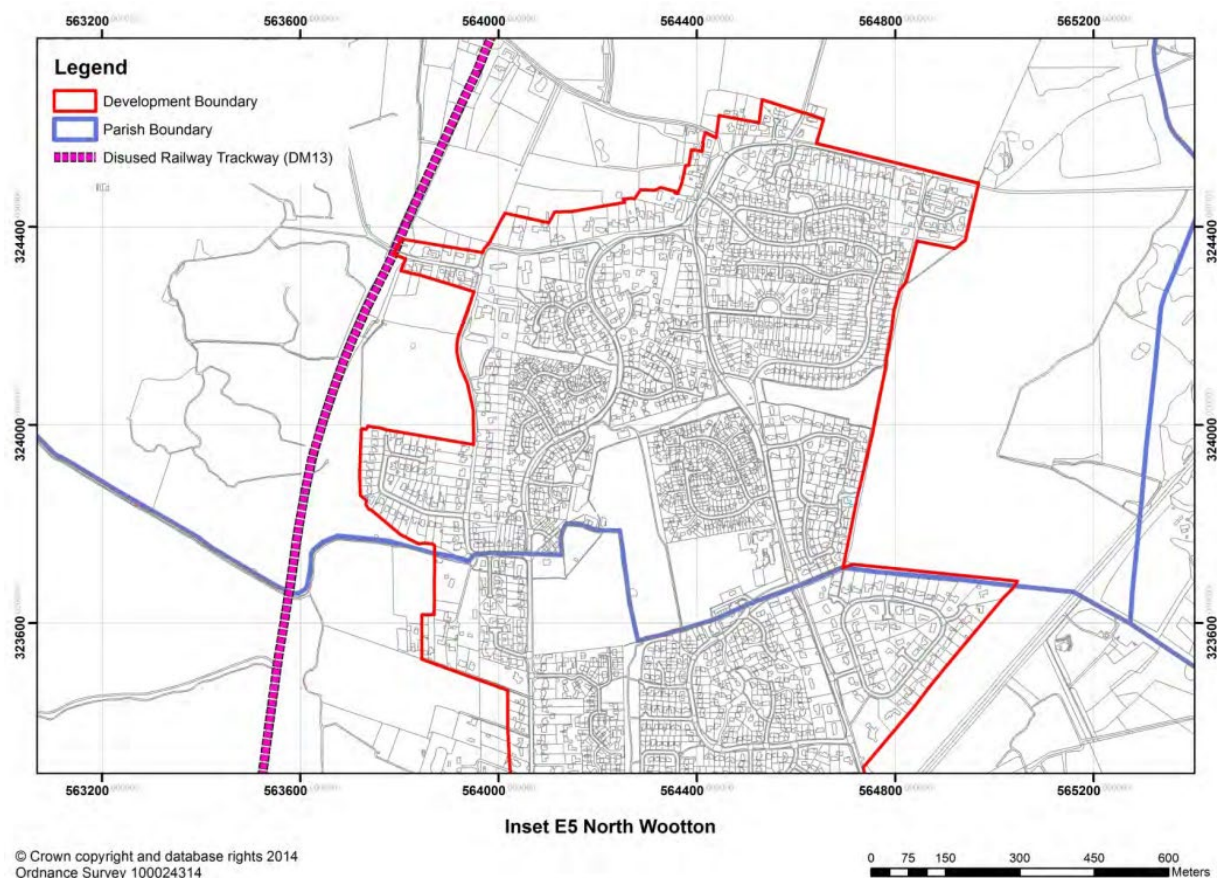 563200 563600 564000 564400 564800 565200
Legend
Development Boundary
Parish Boundary
Disused Railway Trackway (DM13)
324400 324400
324000 324000
323600 323600
563200 563600 564000 564400 564800 565200
Inset E5 North Wootton
© Crown copyright and database rights 2014
Ordnance Survey 100024314
0 75 150 300 450 600
Meters